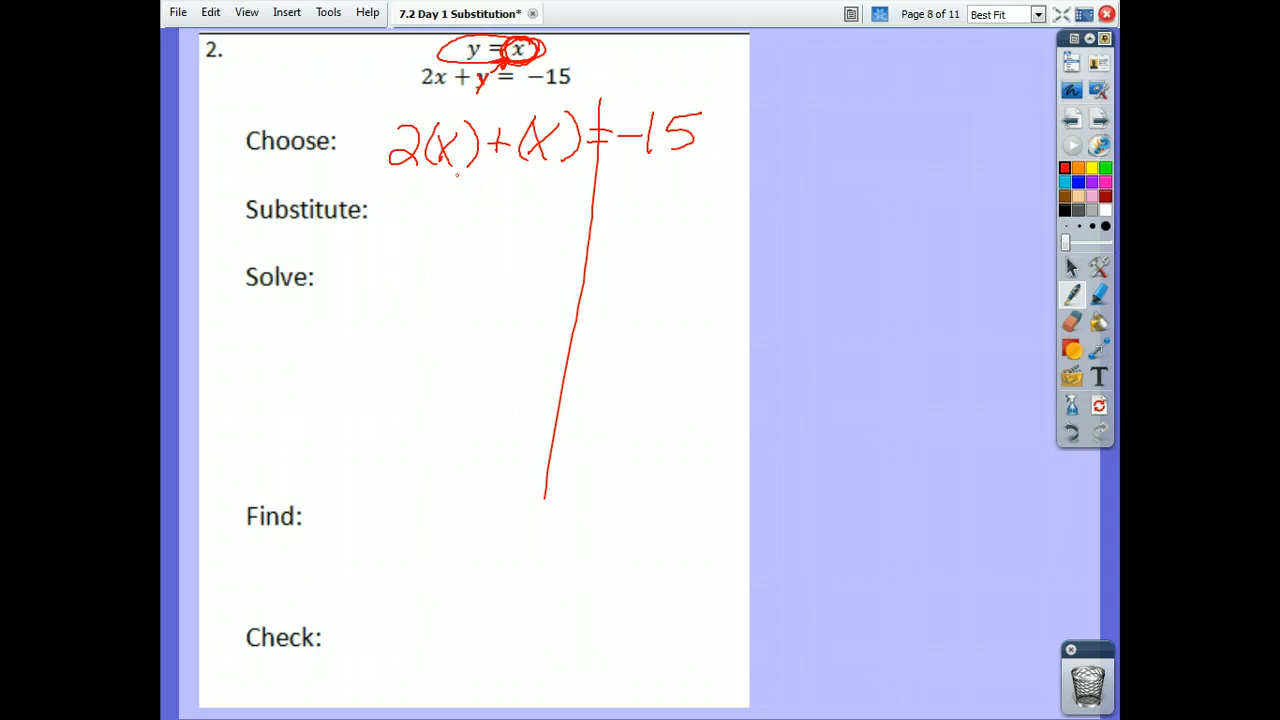 File Edit View Insert Tools Help 7.2 Day 1 Substitution* Page 8 of 11 Best Fit
2. y = x
2x + y = −15
Choose: 2(x)+(x)=-15
Substitute:
Solve:
Find:
Check: